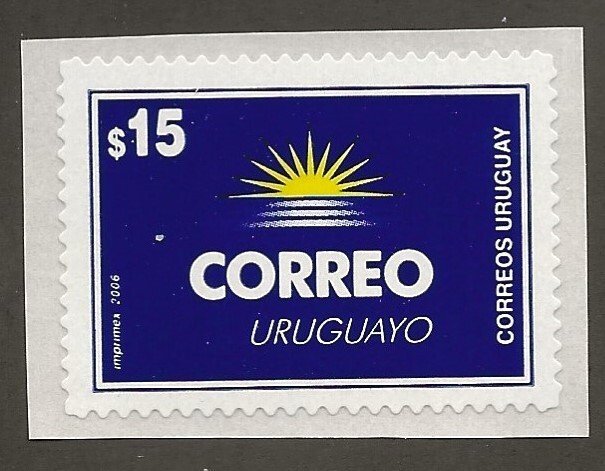 $15
CORREO
URUGUAYO
CORREOS URUGUAY
imprimex 2006